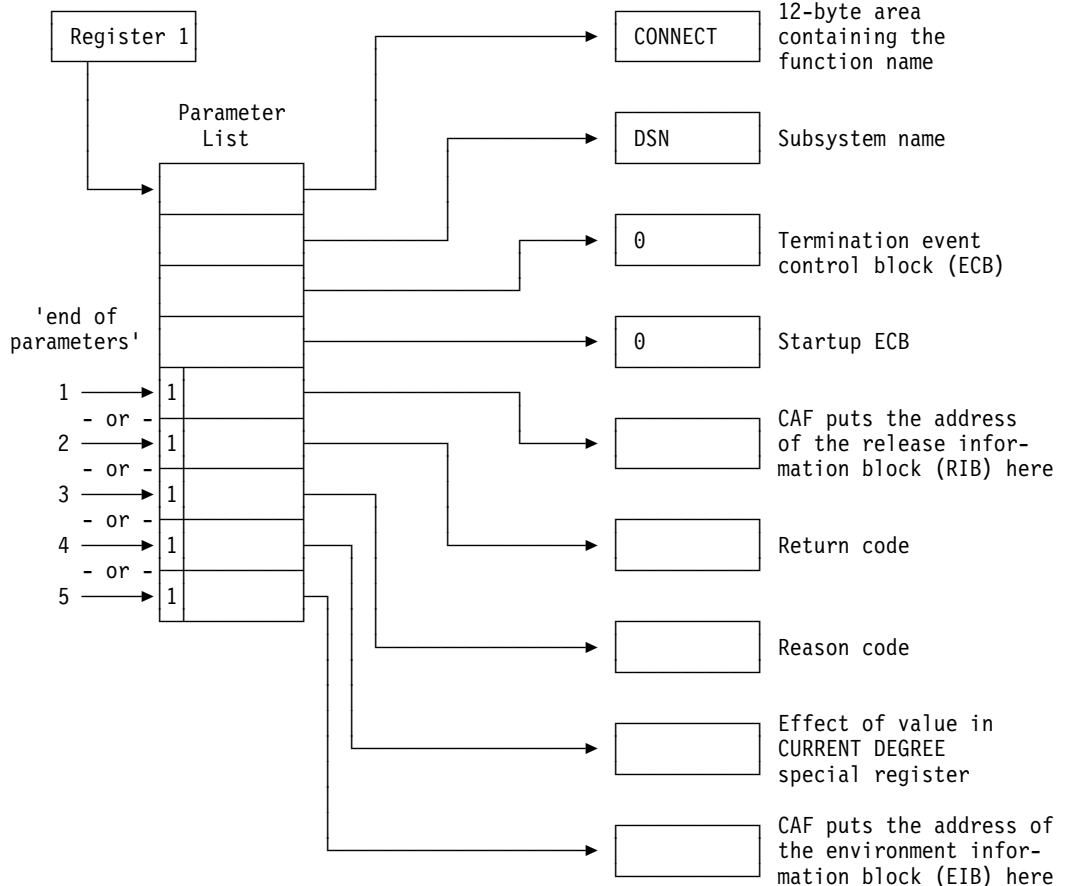 Register 1
Parameter
List
'end of
parameters'
1
1
- or -
2
1
- or -
3
1
- or -
4
1
- or -
5
1
CONNECT
12-byte area
containing the
function name
DSN
Subsystem name
0
Termination event
control block (ECB)
0
Startup ECB
CAF puts the address
of the release infor-
mation block (RIB) here
Return code
Reason code
Effect of value in
CURRENT DEGREE
special register
CAF puts the address of
the environment infor-
mation block (EIB) here